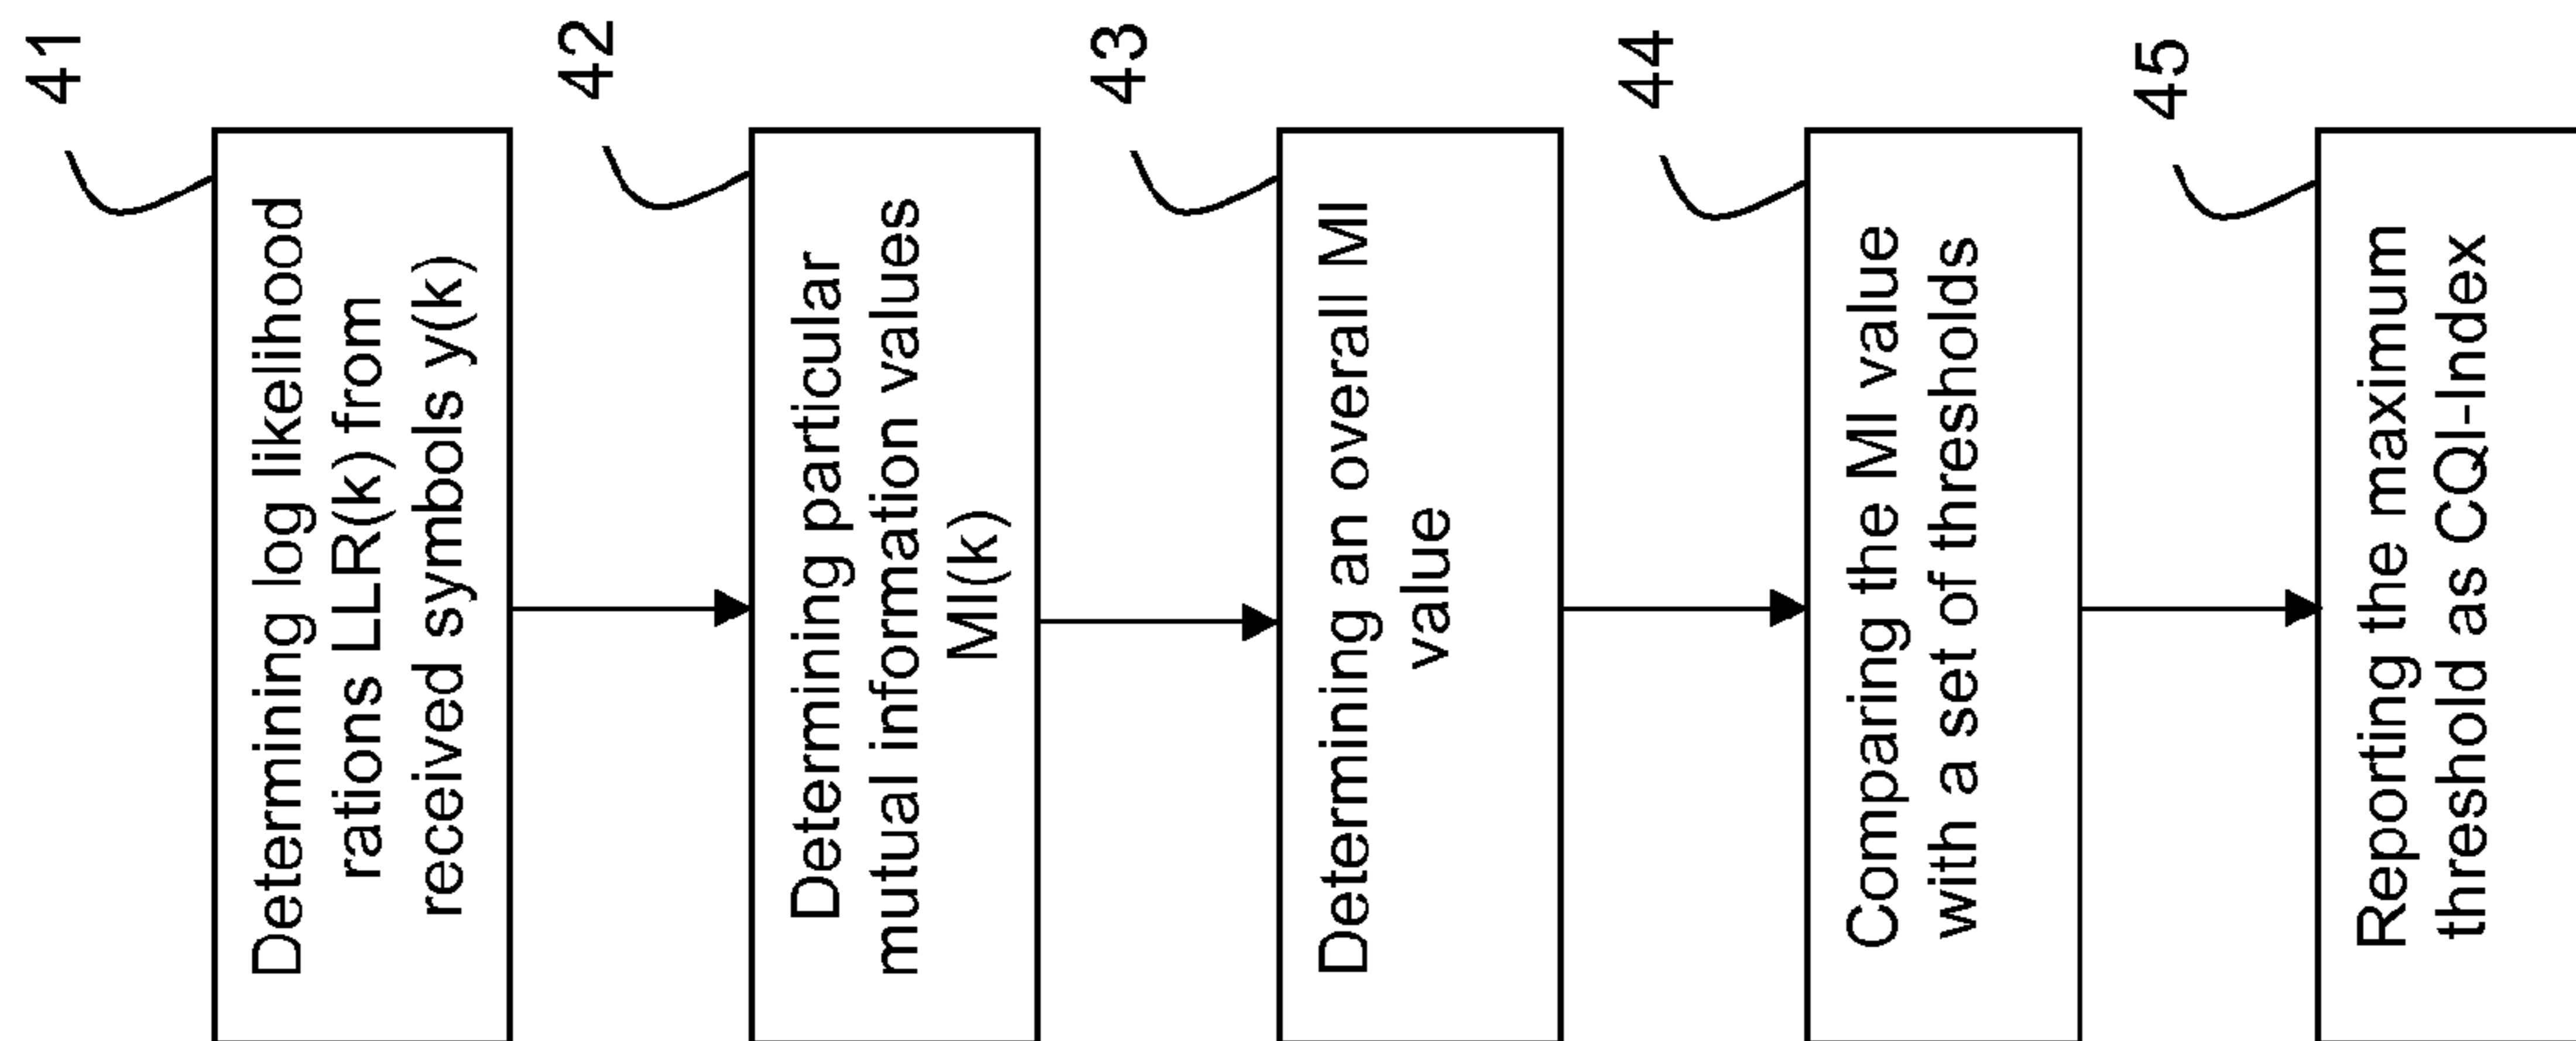 41
Determining log likelihood
rations LLR(k) from
received symbols y(k)
42
Determining particular
mutual information values
MI(k)
43
Determining an overall MI
value
44
Comparing the MI value
with a set of thresholds
45
Reporting the maximum
threshold as CQI-Index